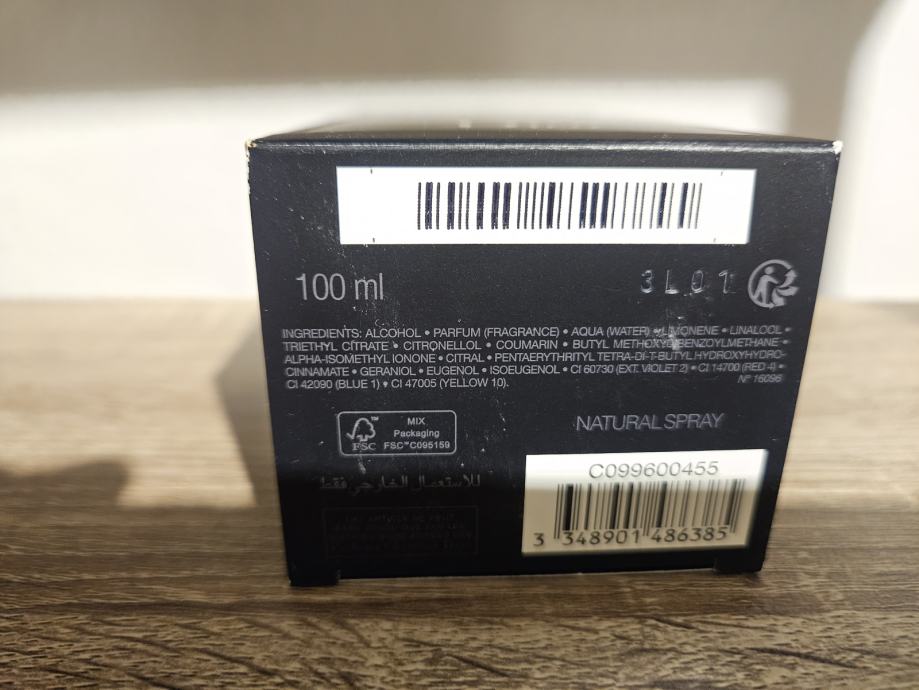 100 ml
3L01
INGREDIENTS: ALCOHOL • PARFUM (FRAGRANCE) • AQUA (WATER) • LIMONENE • LINALOOL •
TRIETHYL CITRATE • CITRONELLOL • COUMARIN • BUTYL METHOXYDIBENZOYLMETHANE •
ALPHA-ISOMETHYL IONONE • CITRAL • PENTAERYTHRITYL TETRA-DI-T-BUTYL HYDROXYHYDRO-
CINNAMATE • GERANIOL • EUGENOL • ISOEUGENOL • CI 60730 (EXT. VIOLET 2) • CI 14700 (RED 4) •
CI 42090 (BLUE 1) • CI 47005 (YELLOW 10).
N° 16096
FSC™
MIX
Packaging
FSC™ C095159
NATURAL SPRAY
للاستعمال الخارجي فقط
C099600455
3 348901 486385